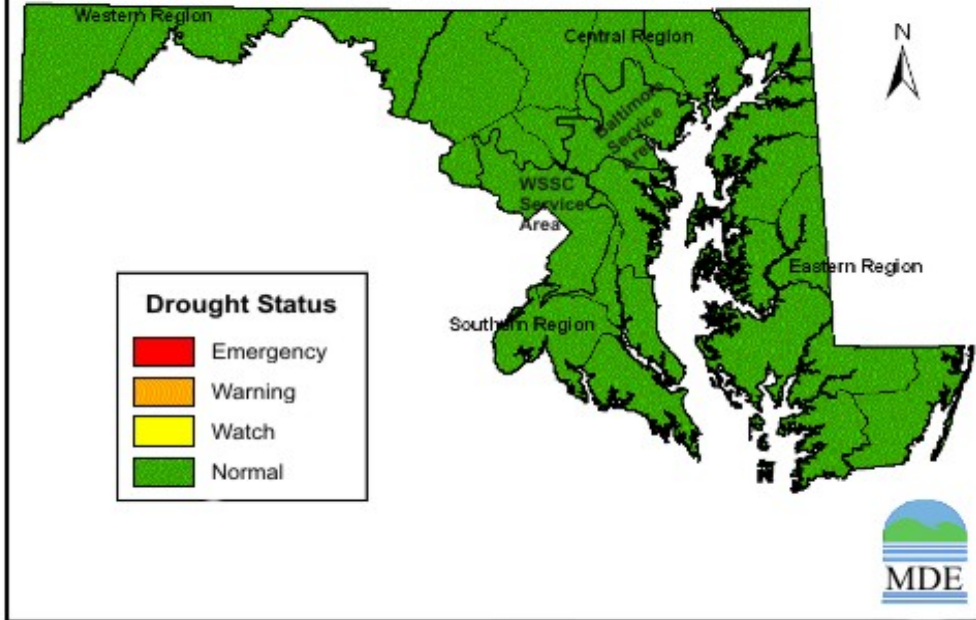 Western Region
Central Region
N
Baltimore
Service
Area
WSSC
Service
Area
Eastern Region
Southern Region
Drought Status
Emergency
Warning
Watch
Normal
MDE